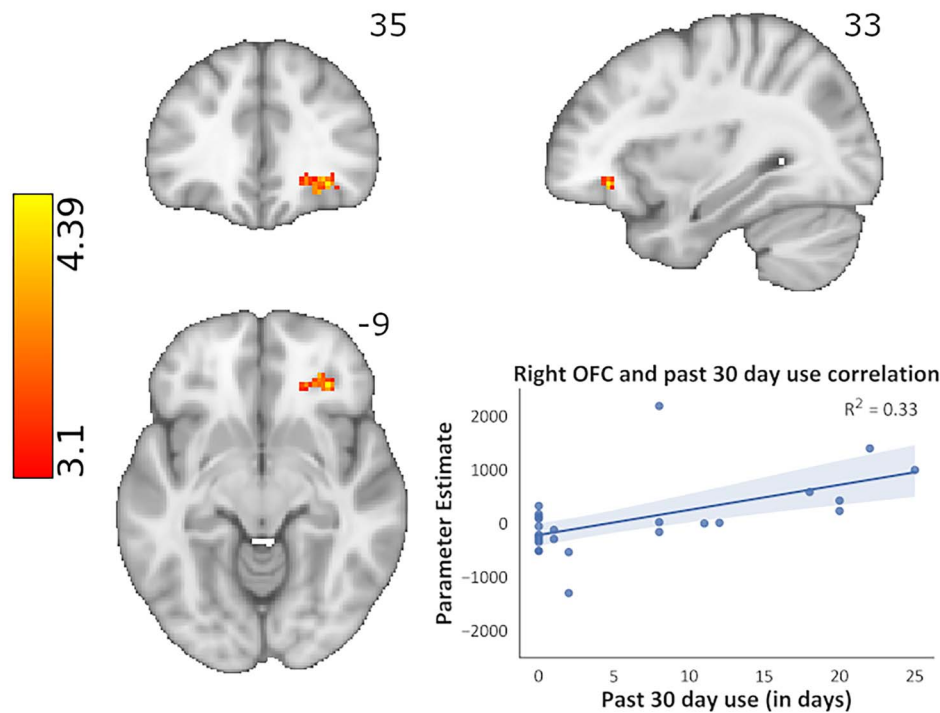 35
33
4.39
3.1
-9
Right OFC and past 30 day use correlation
R² = 0.33
Parameter Estimate
2000
1000
0
−1000
−2000
0 5 10 15 20 25
Past 30 day use (in days)